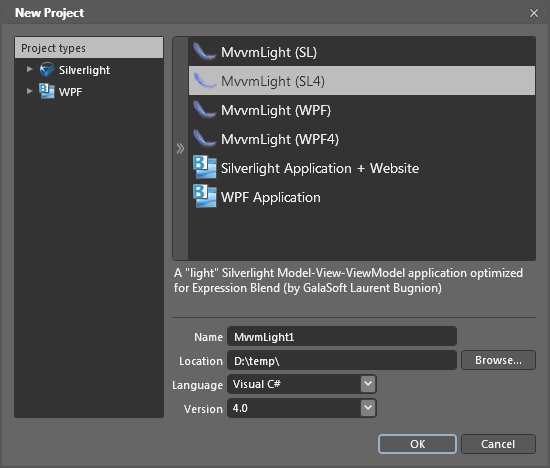 New Project
Project types
Silverlight
WPF
MvvmLight (SL)
MvvmLight (SL4)
MvvmLight (WPF)
MvvmLight (WPF4)
Silverlight Application + Website
WPF Application
A "light" Silverlight Model-View-ViewModel application optimized
for Expression Blend (by GalaSoft Laurent Bugnion)
Name MvvmLight1
Location D:\temp\ Browse...
Language Visual C#
Version 4.0
OK Cancel